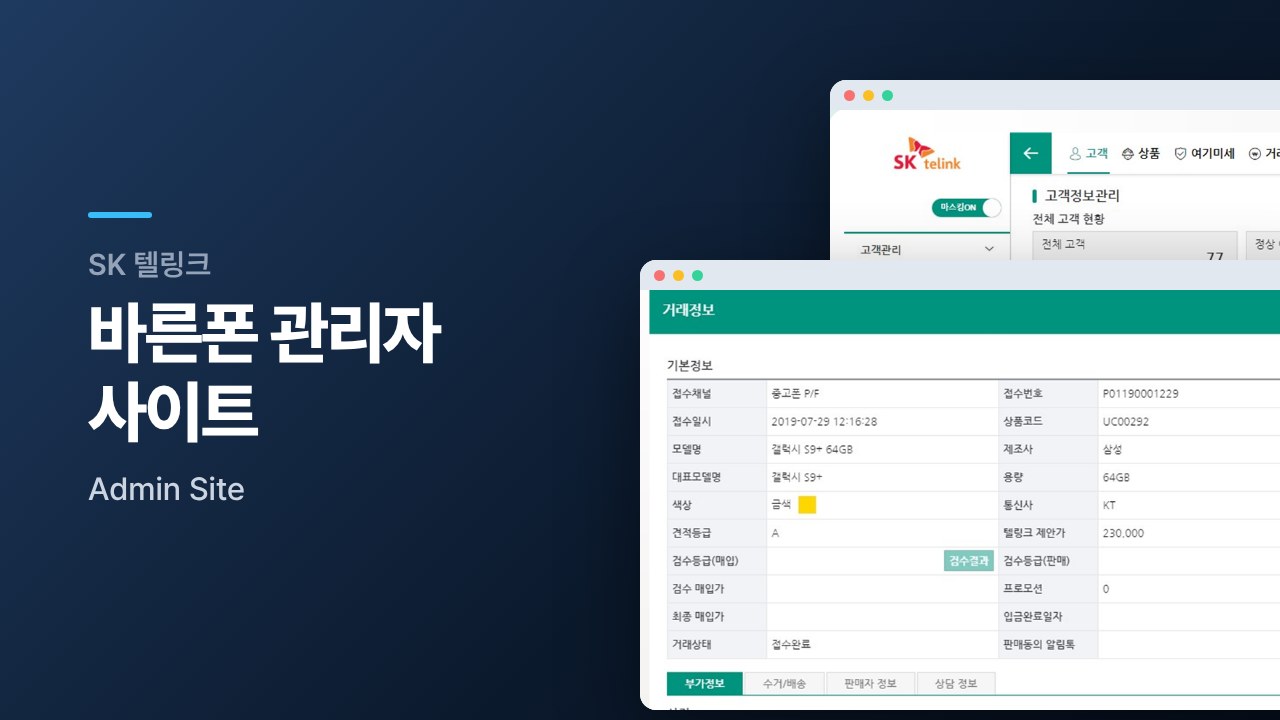 SK 텔링크
바른폰 관리자
사이트
Admin Site
SK telink
고객 상품 여기미세
마스킹ON
고객정보관리
전체 고객 현황
고객관리
전체 고객
정상
77
거래정보
기본정보
접수채널 중고폰 P/F 접수번호 P01190001229
접수일시 2019-07-29 12:16:28 상품코드 UC00292
모델명 갤럭시 S9+ 64GB 제조사 삼성
대표모델명 갤럭시 S9+ 용량 64GB
색상 금색 통신사 KT
견적등급 A 텔링크 제안가 230,000
검수등급(매입) 검수결과 검수등급(판매)
검수 매입가 프로모션 0
최종 매입가 입금완료일자
거래상태 접수완료 판매동의 알림톡
부가정보 수거/배송 판매자 정보 상담 정보